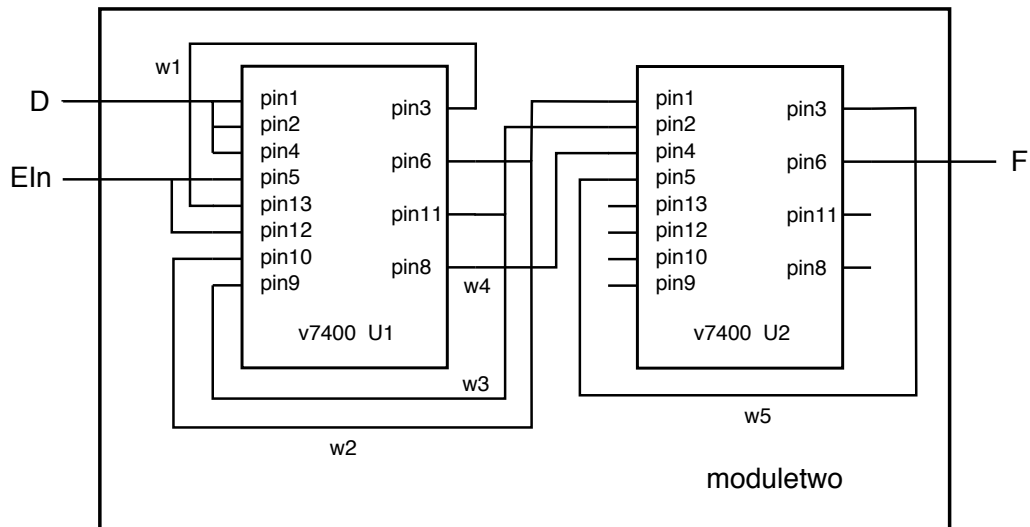 w1
D
EIn
pin1
pin2
pin4
pin5
pin13
pin12
pin10
pin9
pin3
pin6
pin11
pin8
v7400 U1
w4
w3
w2
pin1
pin2
pin4
pin5
pin13
pin12
pin10
pin9
pin3
pin6
pin11
pin8
v7400 U2
F
w5
moduletwo